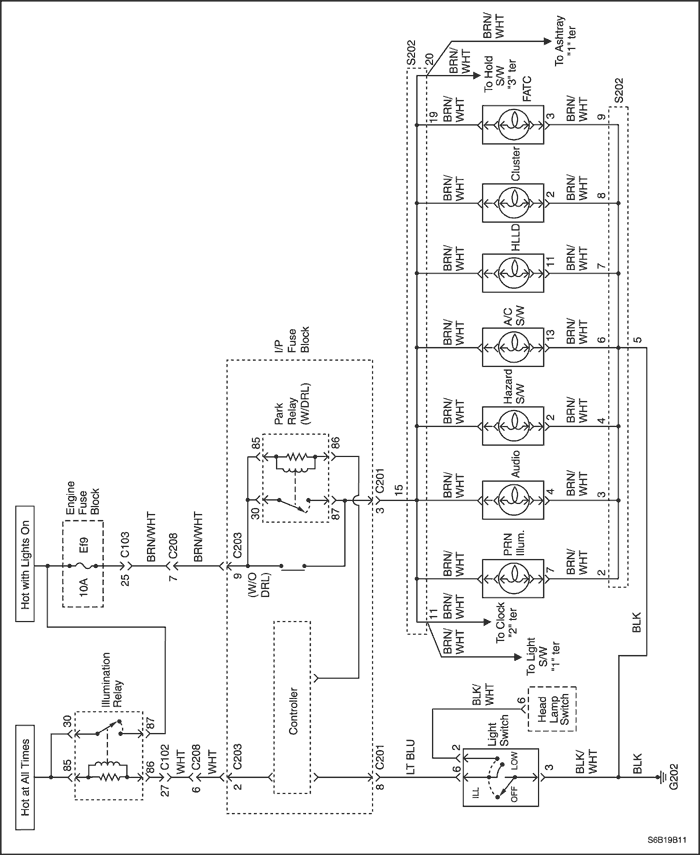 Hot at All Times
Hot with Lights On
Illumination
Relay
30
85
87
86
C102
27
WHT
C208
6
WHT
C203
2
Engine
Fuse
Block
Ef9
10A
C103
25
BRN/WHT
C208
7
BRN/WHT
C203
9
(W/O
DRL)
I/P
Fuse
Block
Park
Relay
(W/DRL)
85
86
30
87
Controller
C201
8
C201
3
LT BLU
15
S202
20
BRN/
WHT
BRN/
WHT
To Ashtray
"1" ter
To Hold
S/W
"3" ter
11
BRN/
WHT
BRN/
WHT
To Clock
"2" ter
To Light
S/W
"1" ter
19
BRN/
WHT
FATC
3
BRN/
WHT
9
BRN/
WHT
Cluster
2
BRN/
WHT
8
BRN/
WHT
HLLD
11
BRN/
WHT
7
BRN/
WHT
A/C
S/W
13
BRN/
WHT
6
BRN/
WHT
Hazard
S/W
2
BRN/
WHT
4
BRN/
WHT
Audio
4
BRN/
WHT
3
BRN/
WHT
PRN
Illum.
7
BRN/
WHT
2
S202
5
BLK
BLK/
WHT
6
Head
Lamp
Switch
2
Light
Switch
6
ILL
OFF
LOW
3
BLK/
WHT
BLK
G202
S6B19B11